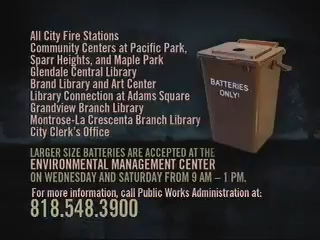 All City Fire Stations
Community Centers at Pacific Park,
Sparr Heights, and Maple Park
Glendale Central Library
Brand Library and Art Center
Library Connection at Adams Square
Grandview Branch Library
Montrose-La Crescenta Branch Library
City Clerk's Office
BATTERIES
ONLY!
LARGER SIZE BATTERIES ARE ACCEPTED AT THE
ENVIRONMENTAL MANAGEMENT CENTER
ON WEDNESDAY AND SATURDAY FROM 9 AM – 1 PM.
For more information, call Public Works Administration at:
818.548.3900